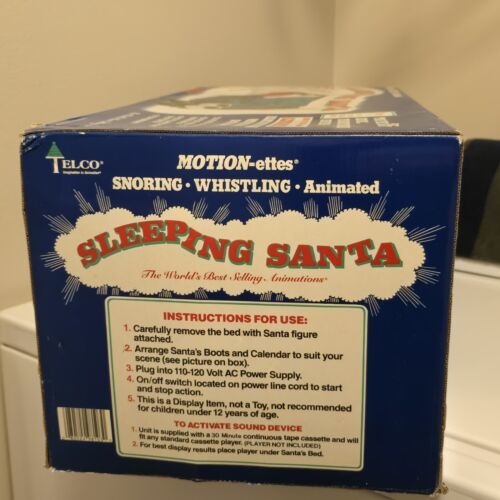 TELCO®
Imagination in Animation®
MOTION-ettes®
SNORING • WHISTLING • Animated
SLEEPING SANTA
The World's Best Selling Animations®
INSTRUCTIONS FOR USE:
1. Carefully remove the bed with Santa figure
attached.
2. Arrange Santa's Boots and Calendar to suit your
scene (see picture on box).
3. Plug into 110-120 Volt AC Power Supply.
4. On/off switch located on power line cord to start
and stop action.
5. This is a Display Item, not a Toy, not recommended
for children under 12 years of age.
TO ACTIVATE SOUND DEVICE
1. Unit is supplied with a 30 Minute continuous tape cassette and will
fit any standard cassette player. (PLAYER NOT INCLUDED)
2. For best display results place player under Santa's Bed.